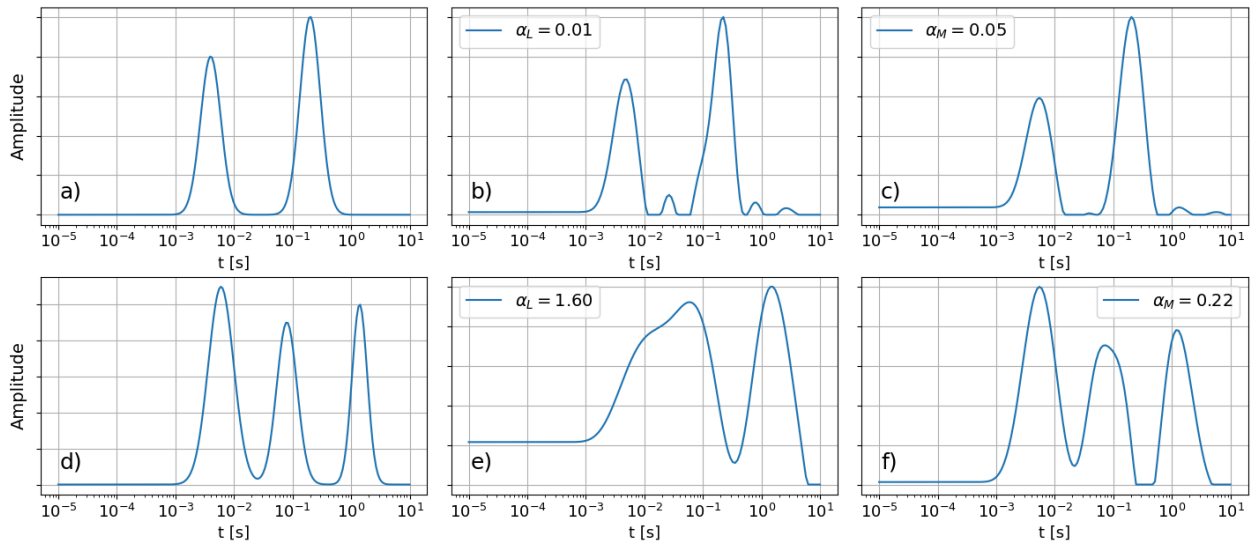 Amplitude
a)
10⁻⁵ 10⁻⁴ 10⁻³ 10⁻² 10⁻¹ 10⁰ 10¹
t [s]
α_L = 0.01
b)
10⁻⁵ 10⁻⁴ 10⁻³ 10⁻² 10⁻¹ 10⁰ 10¹
t [s]
α_M = 0.05
c)
10⁻⁵ 10⁻⁴ 10⁻³ 10⁻² 10⁻¹ 10⁰ 10¹
t [s]
Amplitude
d)
10⁻⁵ 10⁻⁴ 10⁻³ 10⁻² 10⁻¹ 10⁰ 10¹
t [s]
α_L = 1.60
e)
10⁻⁵ 10⁻⁴ 10⁻³ 10⁻² 10⁻¹ 10⁰ 10¹
t [s]
α_M = 0.22
f)
10⁻⁵ 10⁻⁴ 10⁻³ 10⁻² 10⁻¹ 10⁰ 10¹
t [s]